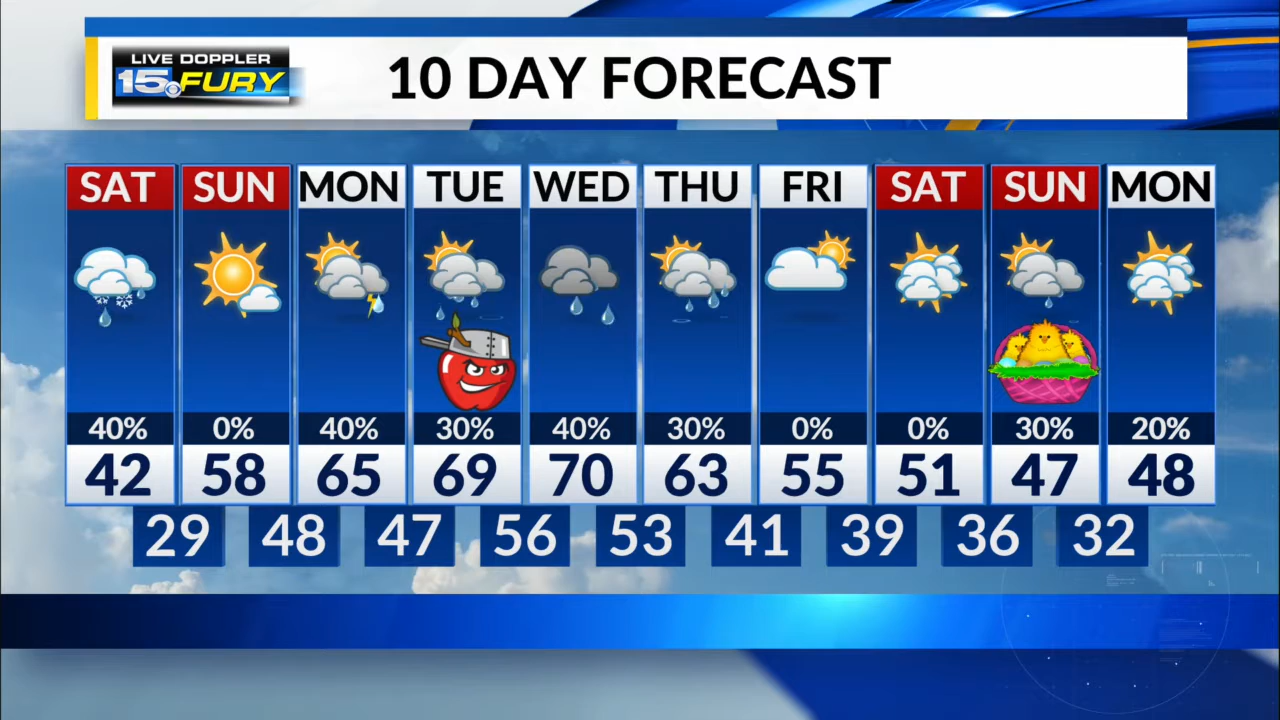 LIVE DOPPLER
15 FURY
10 DAY FORECAST
SAT SUN MON TUE WED THU FRI SAT SUN MON
40% 0% 40% 30% 40% 30% 0% 0% 30% 20%
42 58 65 69 70 63 55 51 47 48
29 48 47 56 53 41 39 36 32